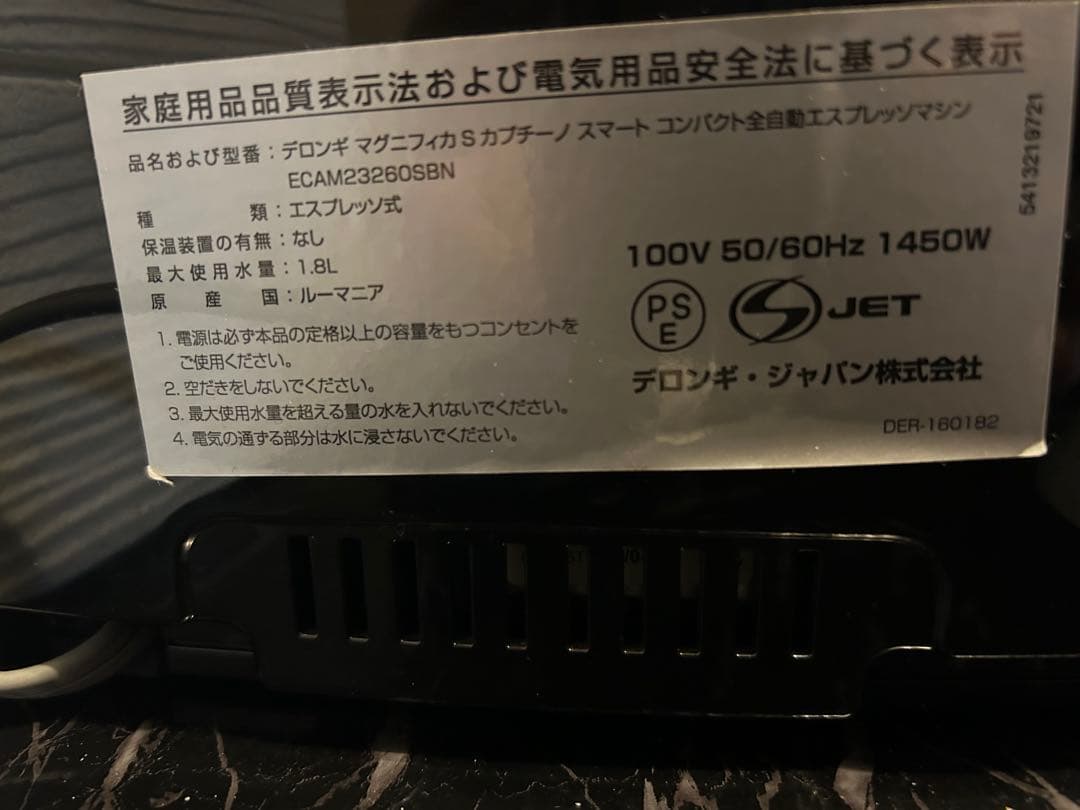 家庭用品品質表示法および電気用品安全法に基づく表示
品名および型番：デロンギ マグニフィカS カプチーノ スマート コンパクト全自動エスプレッソマシン
ECAM23260SBN
種類：エスプレッソ式
保温装置の有無：なし
最大使用水量：1.8L
原産国：ルーマニア
1. 電源は必ず本品の定格以上の容量をもつコンセントを
ご使用ください。
2. 空だきをしないでください。
3. 最大使用水量を超える量の水を入れないでください。
4. 電気の通ずる部分は水に浸さないでください。
100V 50/60Hz 1450W
PS
E
JET
デロンギ・ジャパン株式会社
DER-160182
5413219721